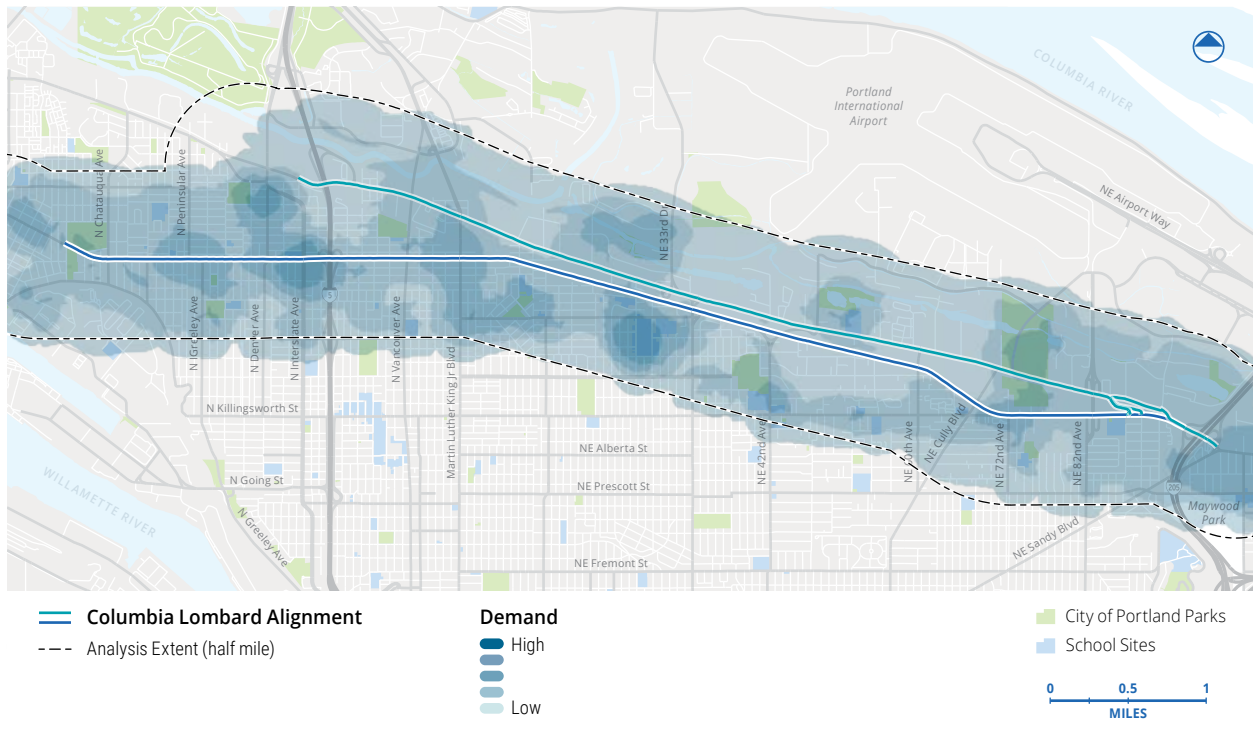 COLUMBIA RIVER
Portland
International
Airport
NE Airport Way
N Chatauqua Ave
N Peninsular Ave
NE 33rd Dr
5
N Greeley Ave
N Denver Ave
N Interstate Ave
N Vancouver Ave
Martin Luther King Jr Blvd
N Killingsworth St
NE Alberta St
NE 42nd Ave
NE Cully Blvd
NE 72nd Ave
NE 82nd Ave
N Going St
NE Prescott St
205
Maywood
Park
WILLAMETTE RIVER
N Greeley Ave
NE Sandy Blvd
NE Fremont St
Columbia Lombard Alignment
Analysis Extent (half mile)
Demand
High
Low
City of Portland Parks
School Sites
0 0.5 1
MILES